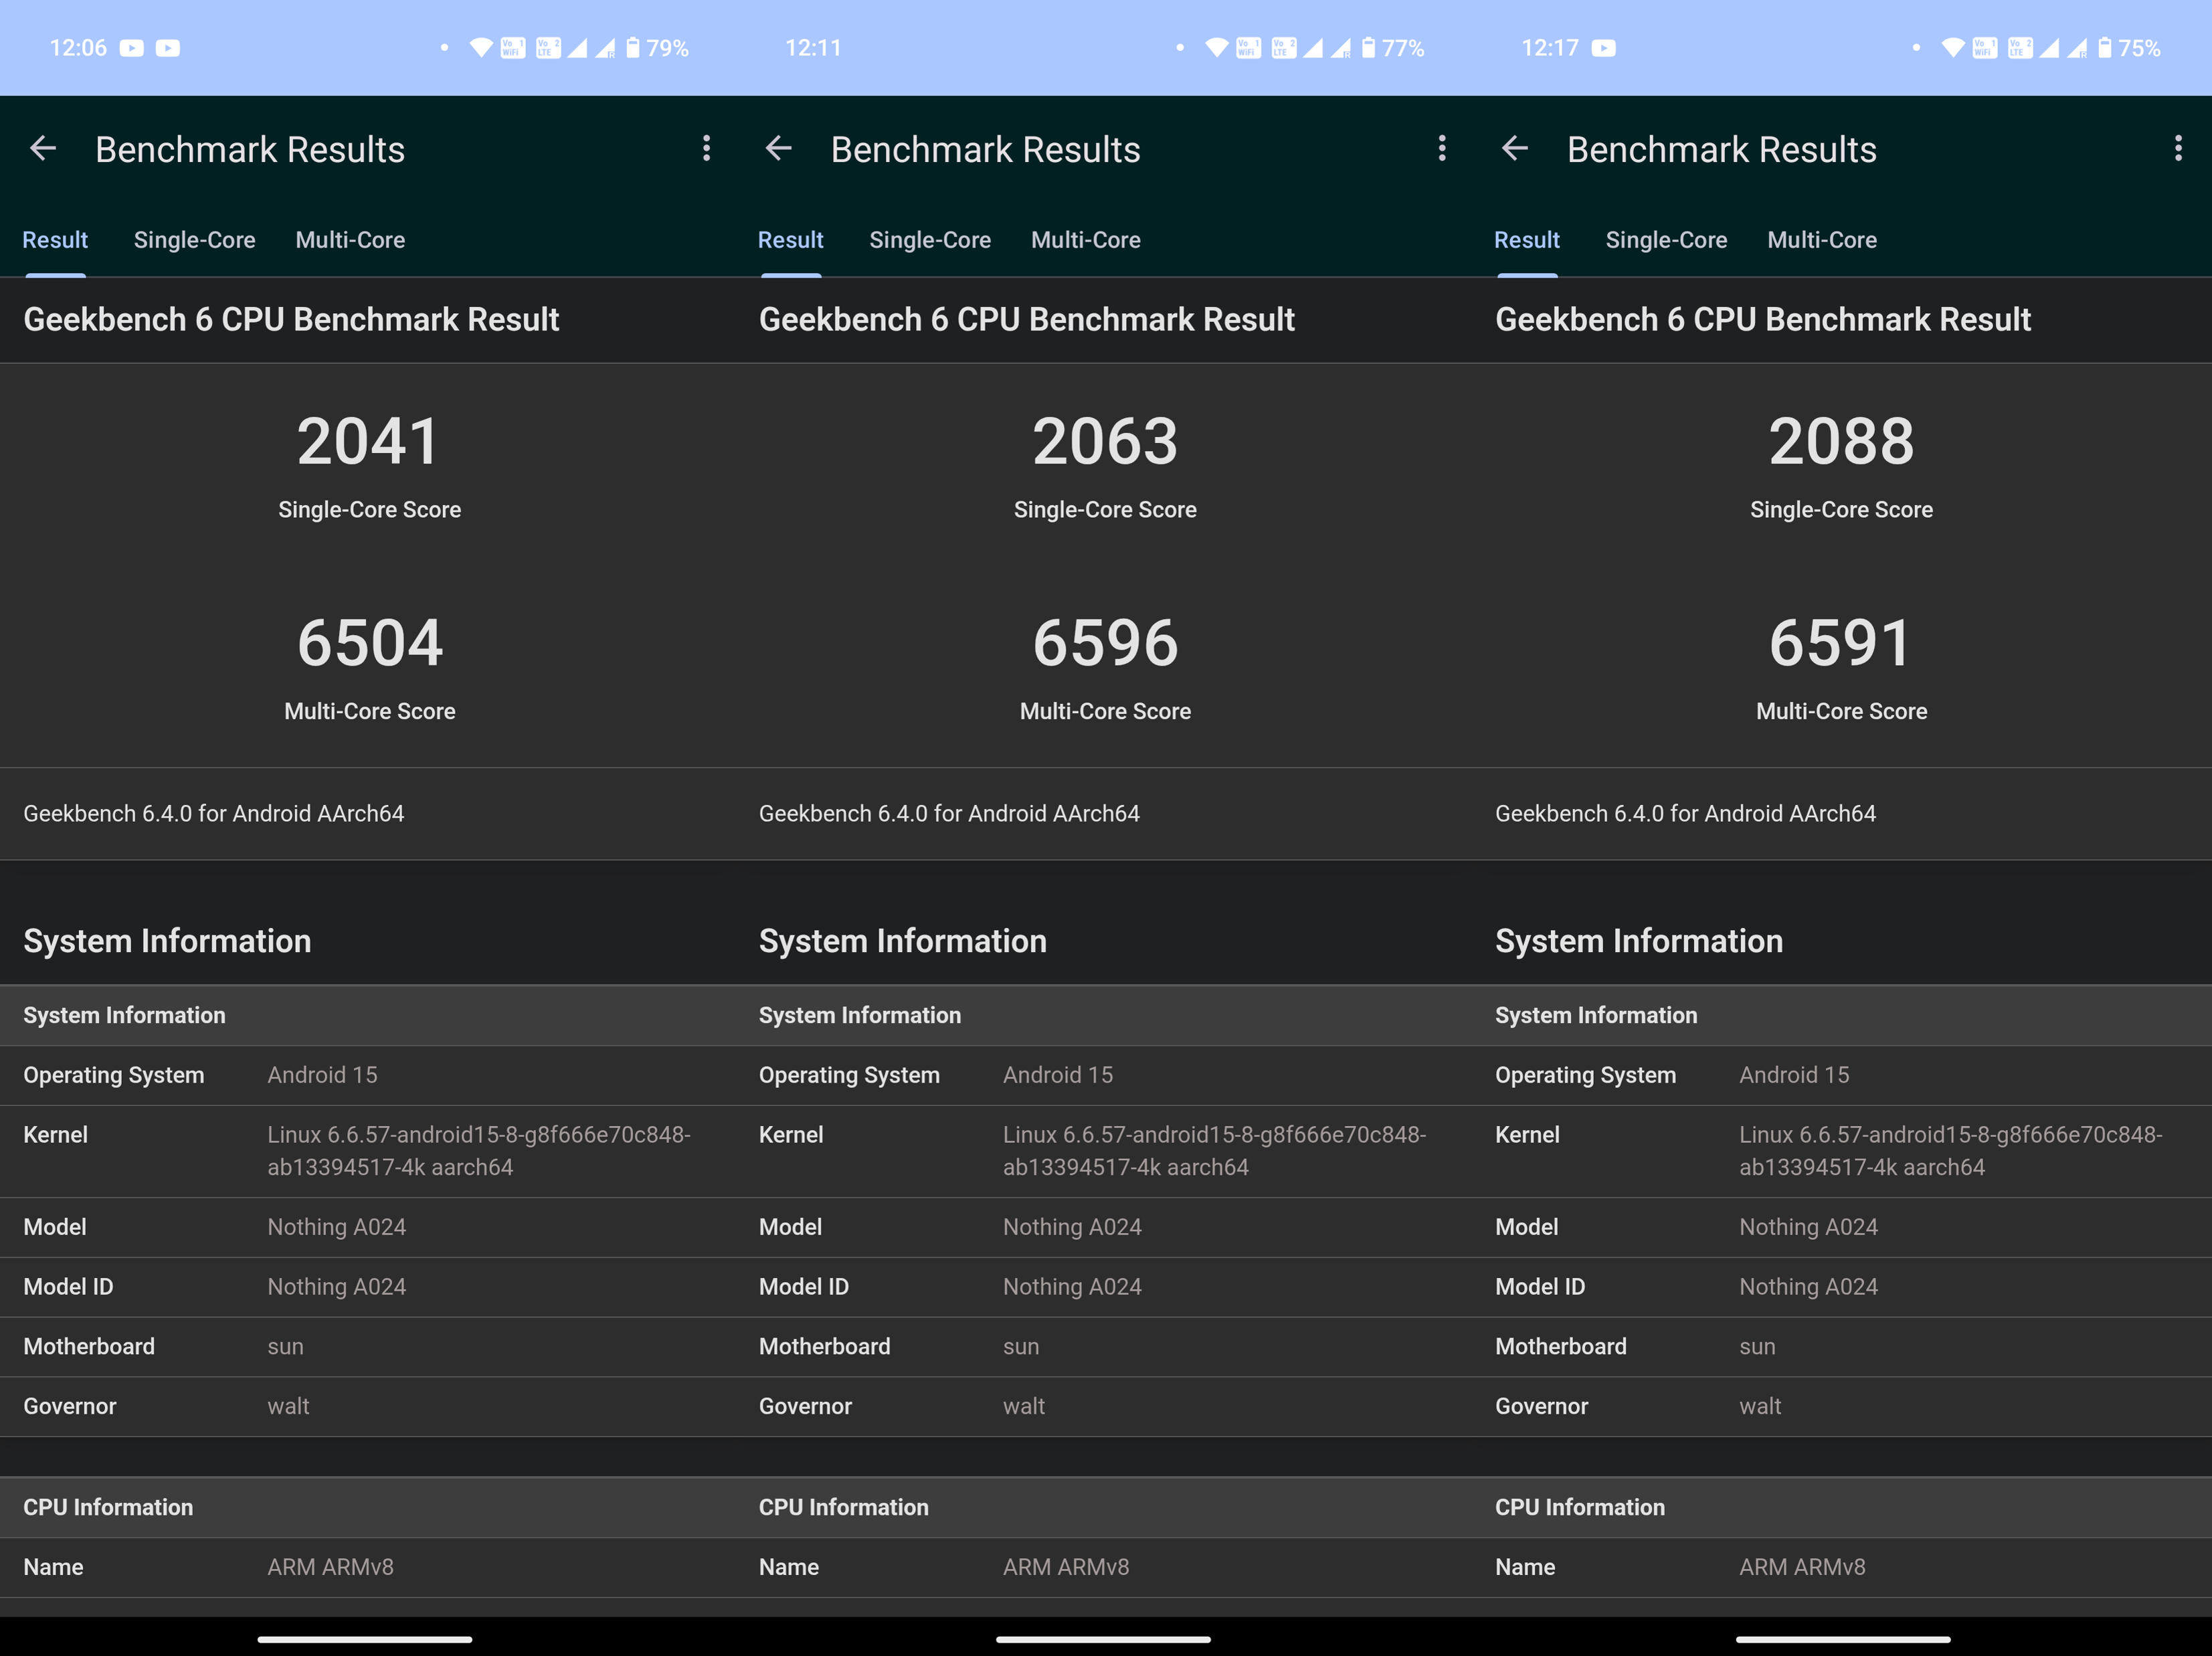 12:06 79%
Benchmark Results
Result Single-Core Multi-Core
Geekbench 6 CPU Benchmark Result
2041
Single-Core Score
6504
Multi-Core Score
Geekbench 6.4.0 for Android AArch64
System Information
System Information
Operating System Android 15
Kernel Linux 6.6.57-android15-8-g8f666e70c848-
ab13394517-4k aarch64
Model Nothing A024
Model ID Nothing A024
Motherboard sun
Governor walt
CPU Information
Name ARM ARMv8
12:11 77%
Benchmark Results
Result Single-Core Multi-Core
Geekbench 6 CPU Benchmark Result
2063
Single-Core Score
6596
Multi-Core Score
Geekbench 6.4.0 for Android AArch64
System Information
System Information
Operating System Android 15
Kernel Linux 6.6.57-android15-8-g8f666e70c848-
ab13394517-4k aarch64
Model Nothing A024
Model ID Nothing A024
Motherboard sun
Governor walt
CPU Information
Name ARM ARMv8
12:17 75%
Benchmark Results
Result Single-Core Multi-Core
Geekbench 6 CPU Benchmark Result
2088
Single-Core Score
6591
Multi-Core Score
Geekbench 6.4.0 for Android AArch64
System Information
System Information
Operating System Android 15
Kernel Linux 6.6.57-android15-8-g8f666e70c848-
ab13394517-4k aarch64
Model Nothing A024
Model ID Nothing A024
Motherboard sun
Governor walt
CPU Information
Name ARM ARMv8